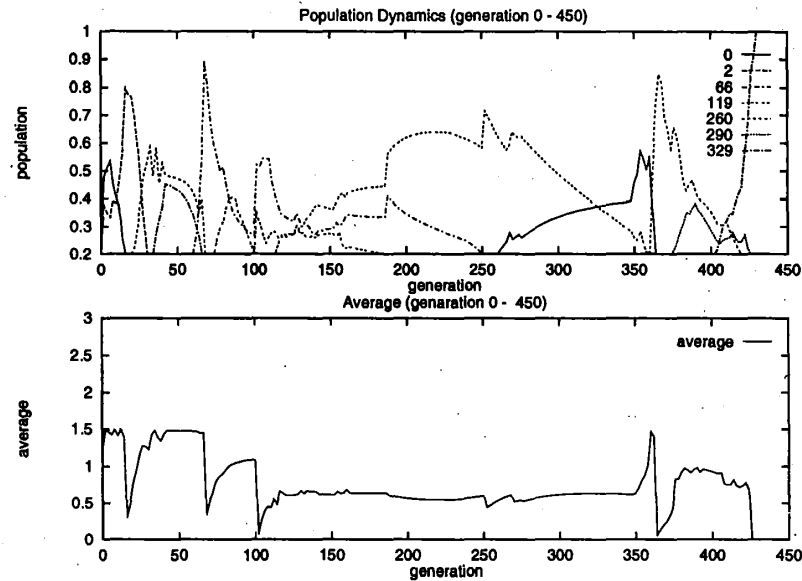 Population Dynamics (generation 0 - 450)
1
0.9
0.8
0.7
0.6
0.5
0.4
0.3
0.2
population
0
2
66
119
260
290
329
0 50 100 150 200 250 300 350 400 450
generation
Average (genaration 0 - 450)
3
2.5
2
1.5
1
0.5
0
average
average
0 50 100 150 200 250 300 350 400 450
generation